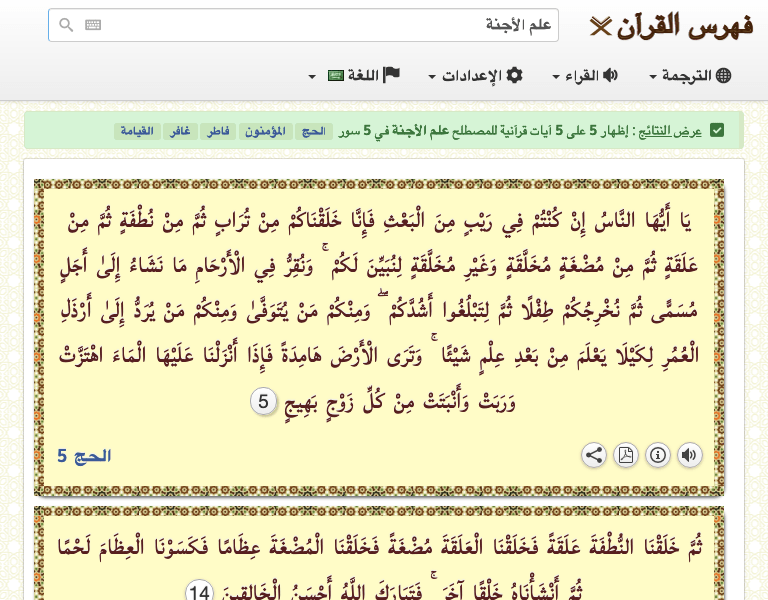 فهرس القرآن
علم الأجنة
الترجمة القراء الإعدادات اللغة
عرض النتائج : إظهار 5 على 5 آيات قرآنية للمصطلح علم الأجنة في 5 سور الحج المؤمنون فاطر غافر القيامة
يَا أَيُّهَا النَّاسُ إِنْ كُنْتُمْ فِي رَيْبٍ مِنَ الْبَعْثِ فَإِنَّا خَلَقْنَاكُمْ مِنْ تُرَابٍ ثُمَّ مِنْ نُطْفَةٍ ثُمَّ مِنْ
عَلَقَةٍ ثُمَّ مِنْ مُضْغَةٍ مُخَلَّقَةٍ وَغَيْرِ مُخَلَّقَةٍ لِنُبَيِّنَ لَكُمْ ۚ وَنُقِرُّ فِي الْأَرْحَامِ مَا نَشَاءُ إِلَىٰ أَجَلٍ
مُسَمًّى ثُمَّ نُخْرِجُكُمْ طِفْلًا ثُمَّ لِتَبْلُغُوا أَشُدَّكُمْ ۖ وَمِنْكُمْ مَنْ يُتَوَفَّىٰ وَمِنْكُمْ مَنْ يُرَدُّ إِلَىٰ أَرْذَلِ
الْعُمُرِ لِكَيْلَا يَعْلَمَ مِنْ بَعْدِ عِلْمٍ شَيْئًا ۚ وَتَرَى الْأَرْضَ هَامِدَةً فَإِذَا أَنْزَلْنَا عَلَيْهَا الْمَاءَ اهْتَزَّتْ
وَرَبَتْ وَأَنْبَتَتْ مِنْ كُلِّ زَوْجٍ بَهِيجٍ 5
الحج 5
ثُمَّ خَلَقْنَا النُّطْفَةَ عَلَقَةً فَخَلَقْنَا الْعَلَقَةَ مُضْغَةً فَخَلَقْنَا الْمُضْغَةَ عِظَامًا فَكَسَوْنَا الْعِظَامَ لَحْمًا
ثُمَّ أَنْشَأْنَاهُ خَلْقًا آخَرَ ۚ فَتَبَارَكَ اللَّهُ أَحْسَنُ الْخَالِقِينَ 14